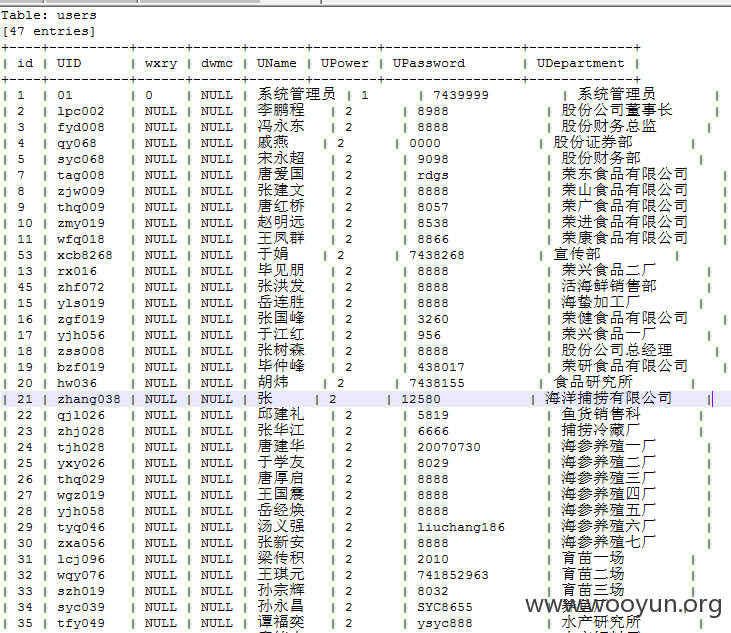 Table: users
[47 entries]
| id | UID | wxry | dwmc | UName | UPower | UPassword | UDepartment |
| 1 | 01 | 0 | NULL | 系统管理员 | 1 | 7439999 | 系统管理员 |
| 2 | lpc002 | NULL | NULL | 李鹏程 | 2 | 8988 | 股份公司董事长 |
| 3 | fyd008 | NULL | NULL | 冯永东 | 2 | 8888 | 股份财务总监 |
| 4 | qy068 | NULL | NULL | 戚燕 | 2 | 0000 | 股份证券部 |
| 5 | syc068 | NULL | NULL | 宋永超 | 2 | 9098 | 股份财务部 |
| 7 | tag008 | NULL | NULL | 唐爱国 | 2 | rdgs | 荣东食品有限公司 |
| 8 | zjw009 | NULL | NULL | 张建文 | 2 | 8888 | 荣山食品有限公司 |
| 9 | thq009 | NULL | NULL | 唐红桥 | 2 | 8057 | 荣广食品有限公司 |
| 10 | zmy019 | NULL | NULL | 赵明远 | 2 | 8538 | 荣进食品有限公司 |
| 11 | wfq018 | NULL | NULL | 王凤群 | 2 | 8866 | 荣康食品有限公司 |
| 53 | xcb8268 | NULL | NULL | 于娟 | 2 | 7438268 | 宣传部 |
| 13 | rx016 | NULL | NULL | 毕见朋 | 2 | 8888 | 荣兴食品二厂 |
| 45 | zhf072 | NULL | NULL | 张洪发 | 2 | 8888 | 活海鲜销售部 |
| 15 | yls019 | NULL | NULL | 岳连胜 | 2 | 8888 | 海蛰加工厂 |
| 16 | zgf019 | NULL | NULL | 张国峰 | 2 | 3260 | 荣健食品有限公司 |
| 17 | yjh056 | NULL | NULL | 于江红 | 2 | 956 | 荣兴食品一厂 |
| 18 | zss008 | NULL | NULL | 张树森 | 2 | 8888 | 股份公司总经理 |
| 19 | bzf019 | NULL | NULL | 毕仲峰 | 2 | 438017 | 荣研食品有限公司 |
| 20 | hw036 | NULL | NULL | 胡炜 | 2 | 7438155 | 食品研究所 |
| 21 | zhang038 | NULL | NULL | 张 | 2 | 12580 | 海洋捕捞有限公司 |
| 22 | qjl026 | NULL | NULL | 邱建礼 | 2 | 5819 | 鱼货销售科 |
| 23 | zhj028 | NULL | NULL | 张华江 | 2 | 6666 | 捕捞冷藏厂 |
| 24 | tjh028 | NULL | NULL | 唐建华 | 2 | 20070730 | 海参养殖一厂 |
| 25 | yxy026 | NULL | NULL | 于学友 | 2 | 8029 | 海参养殖二厂 |
| 26 | thq029 | NULL | NULL | 唐厚启 | 2 | 8888 | 海参养殖三厂 |
| 27 | wgz019 | NULL | NULL | 王国震 | 2 | 8888 | 海参养殖四厂 |
| 28 | yjh058 | NULL | NULL | 岳经焕 | 2 | 8888 | 海参养殖五厂 |
| 29 | tyq046 | NULL | NULL | 汤义强 | 2 | liuchang186 | 海参养殖六厂 |
| 30 | zxa056 | NULL | NULL | 张新安 | 2 | 8888 | 海参养殖七厂 |
| 31 | lcj096 | NULL | NULL | 梁传积 | 2 | 2010 | 育苗一场 |
| 32 | wqy076 | NULL | NULL | 王琪元 | 2 | 741852963 | 育苗二场 |
| 33 | szh019 | NULL | NULL | 孙宗辉 | 2 | 8032 | 育苗三场 |
| 34 | syc039 | NULL | NULL | 孙永昌 | 2 | SYC8655 |
| 35 | tfy049 | NULL | NULL | 谭福奕 | 2 | ysyc888 | 水产研究所 |
www.wooyun.org